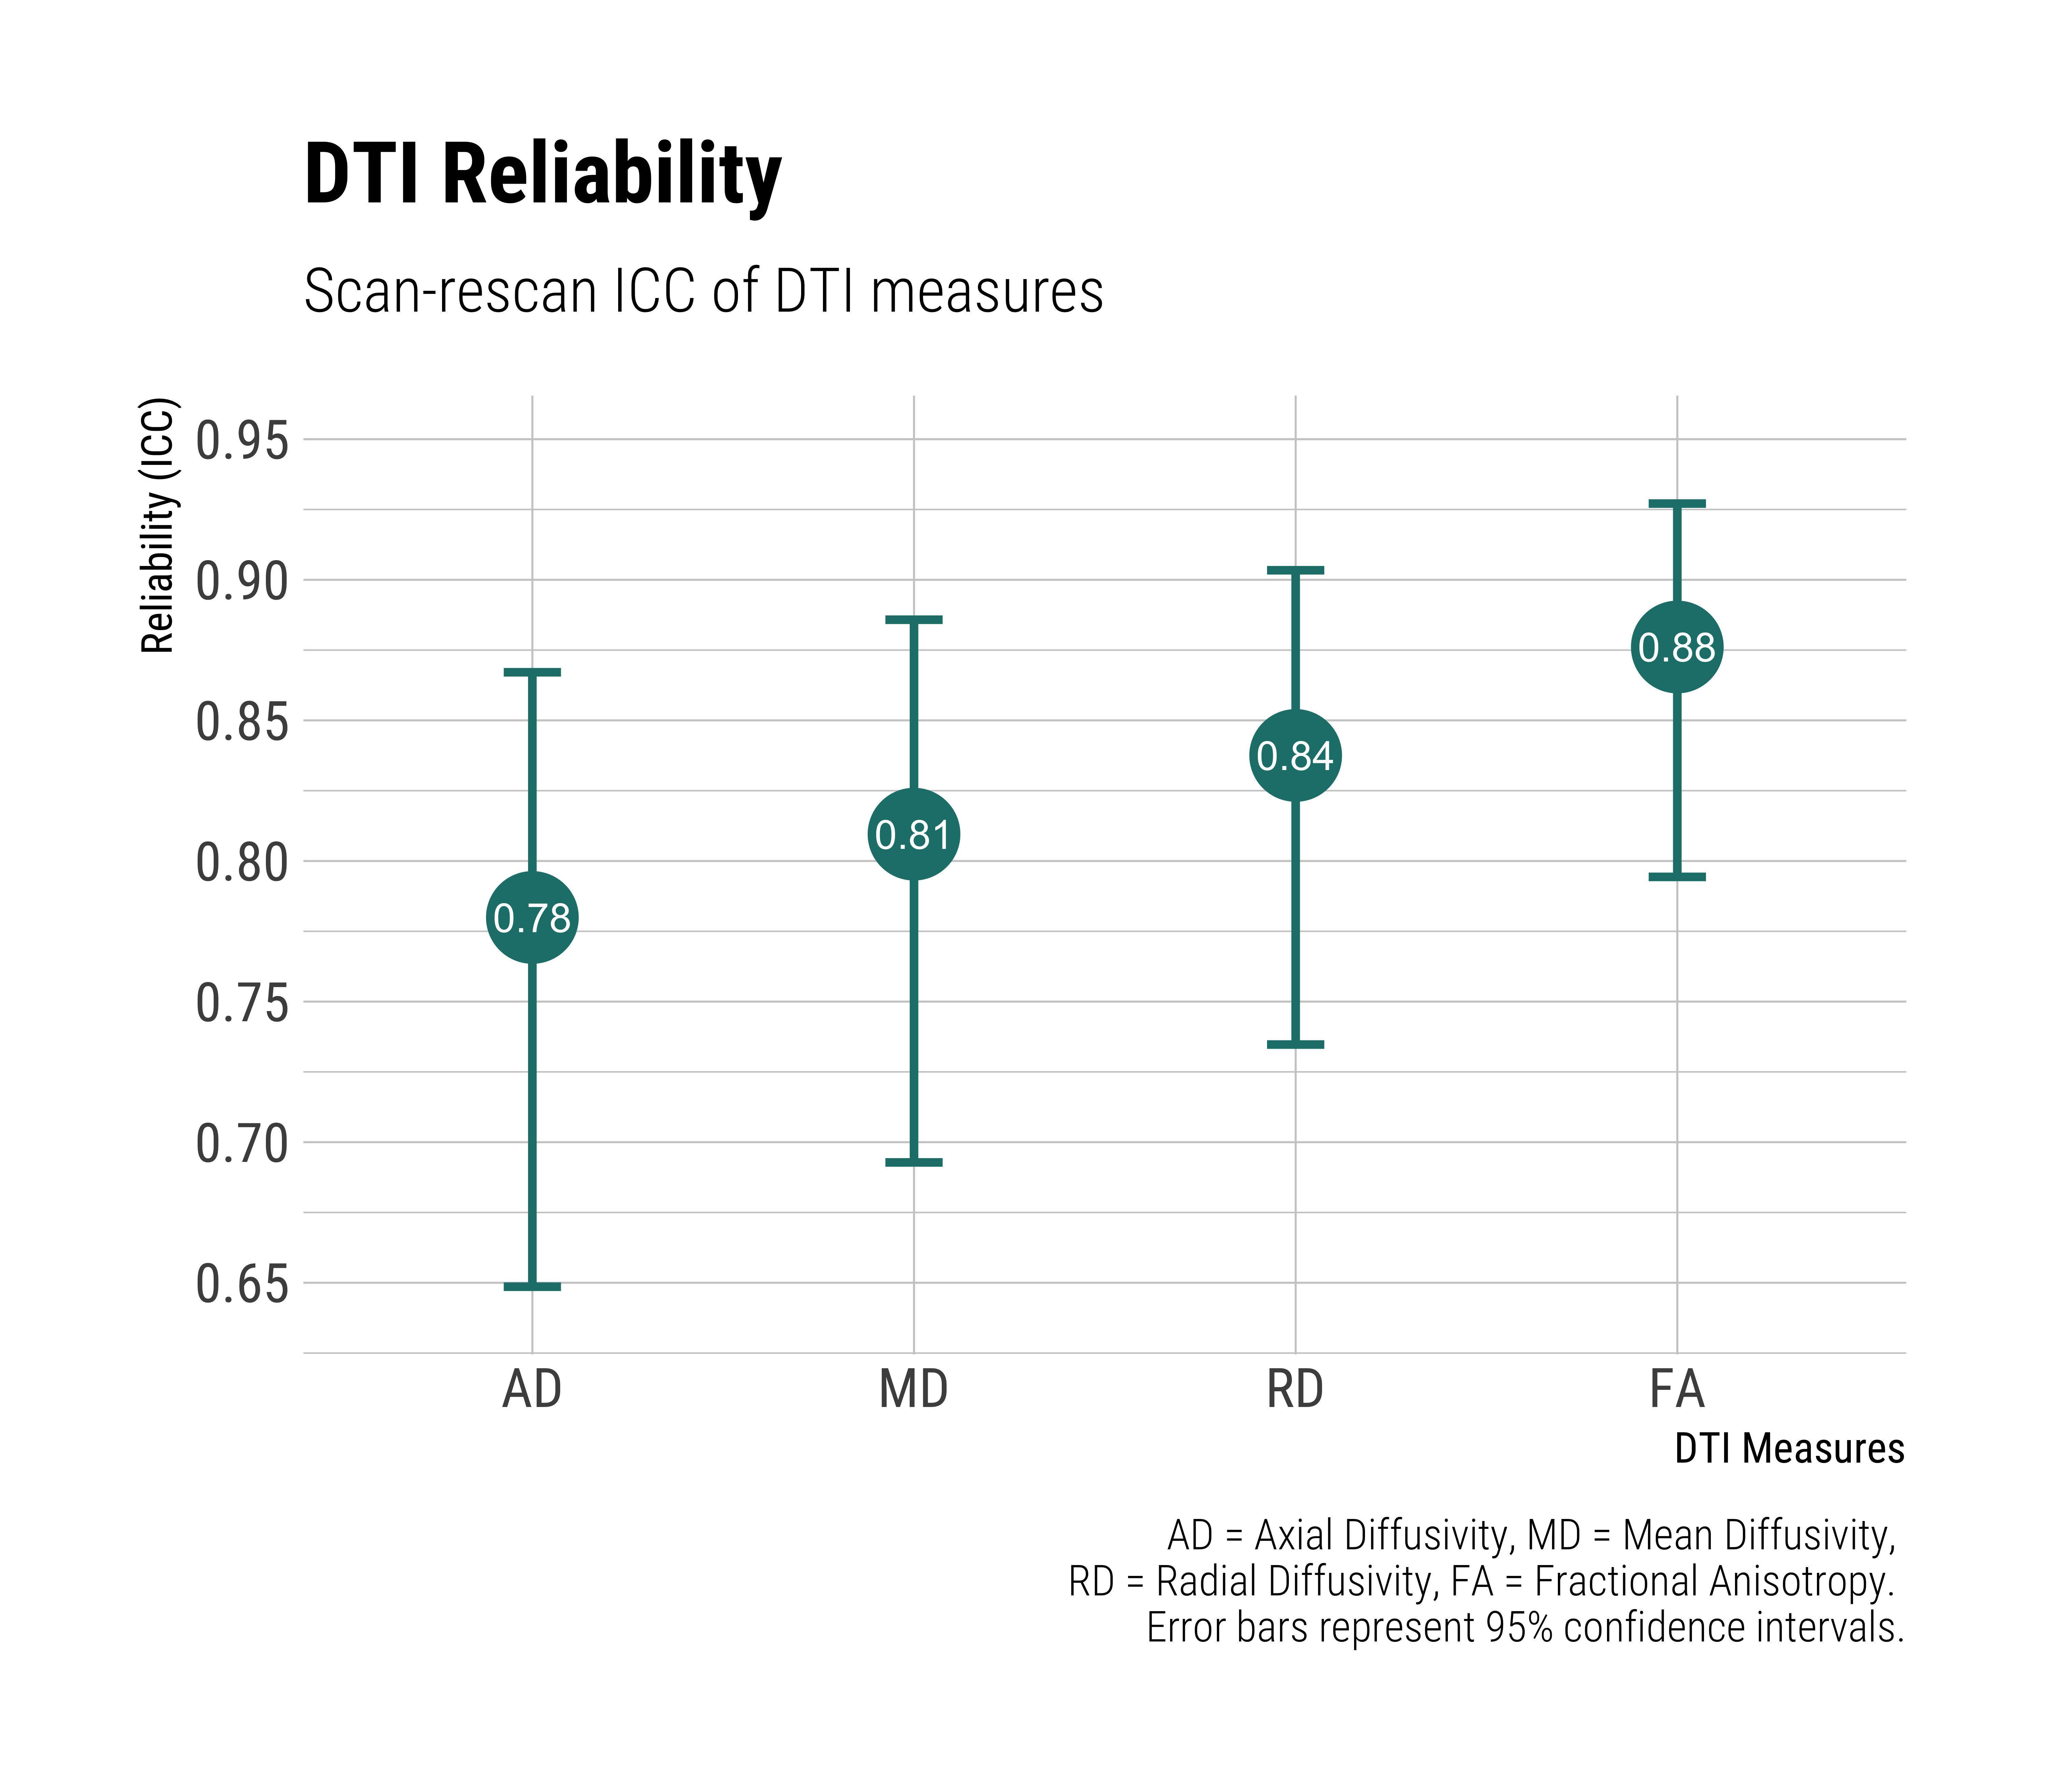 DTI Reliability
Scan-rescan ICC of DTI measures
Reliability (ICC)
0.95
0.90
0.85
0.80
0.75
0.70
0.65
0.78
0.81
0.84
0.88
AD
MD
RD
FA
DTI Measures
AD = Axial Diffusivity, MD = Mean Diffusivity,
RD = Radial Diffusivity, FA = Fractional Anisotropy.
Error bars represent 95% confidence intervals.